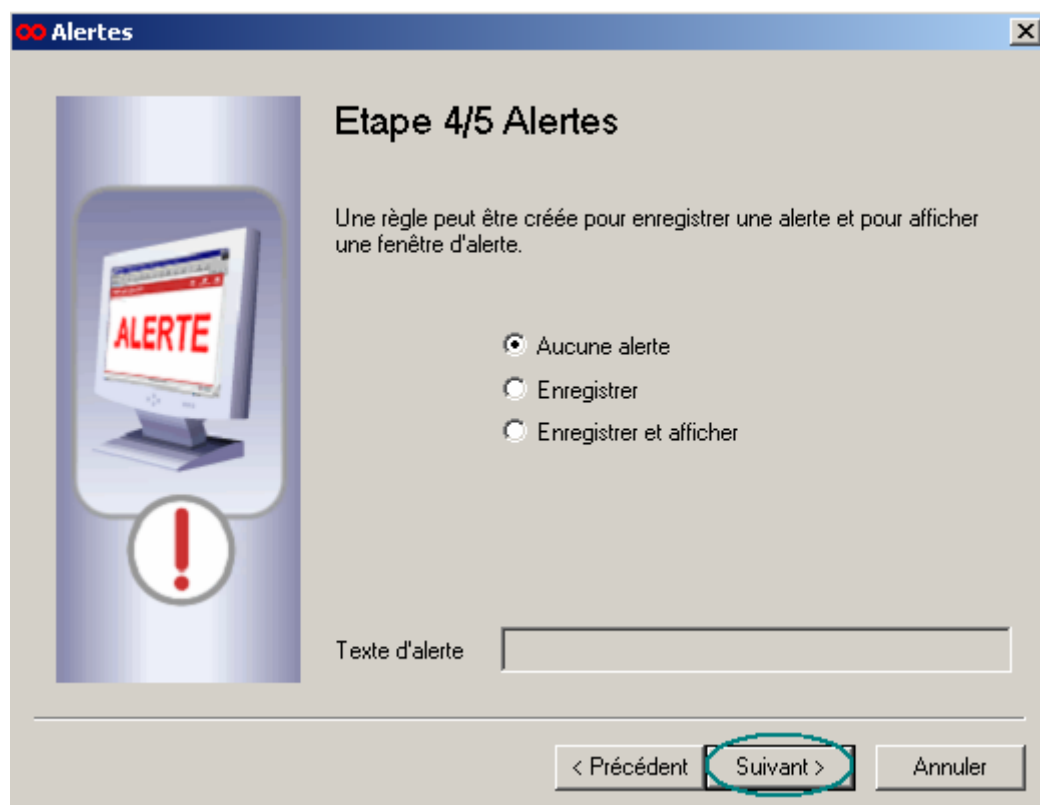 Alertes
Etape 4/5 Alertes
Une règle peut être créée pour enregistrer une alerte et pour afficher
une fenêtre d'alerte.
ALERTE
Aucune alerte
Enregistrer
Enregistrer et afficher
Texte d'alerte
< Précédent
Suivant >
Annuler